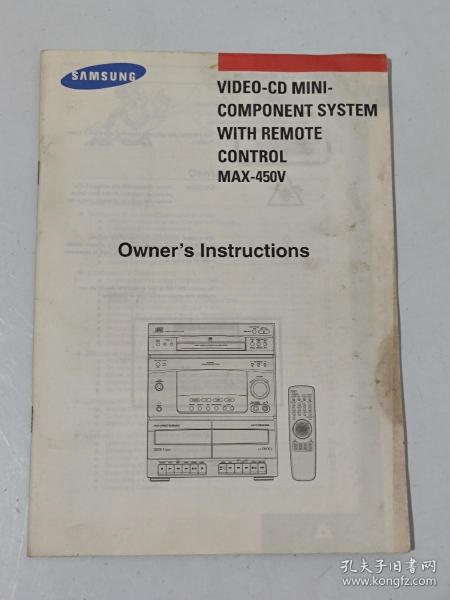 SAMSUNG
VIDEO-CD MINI-
COMPONENT SYSTEM
WITH REMOTE
CONTROL
MAX-450V
Owner's Instructions
孔夫子旧书网
www.kongfz.com